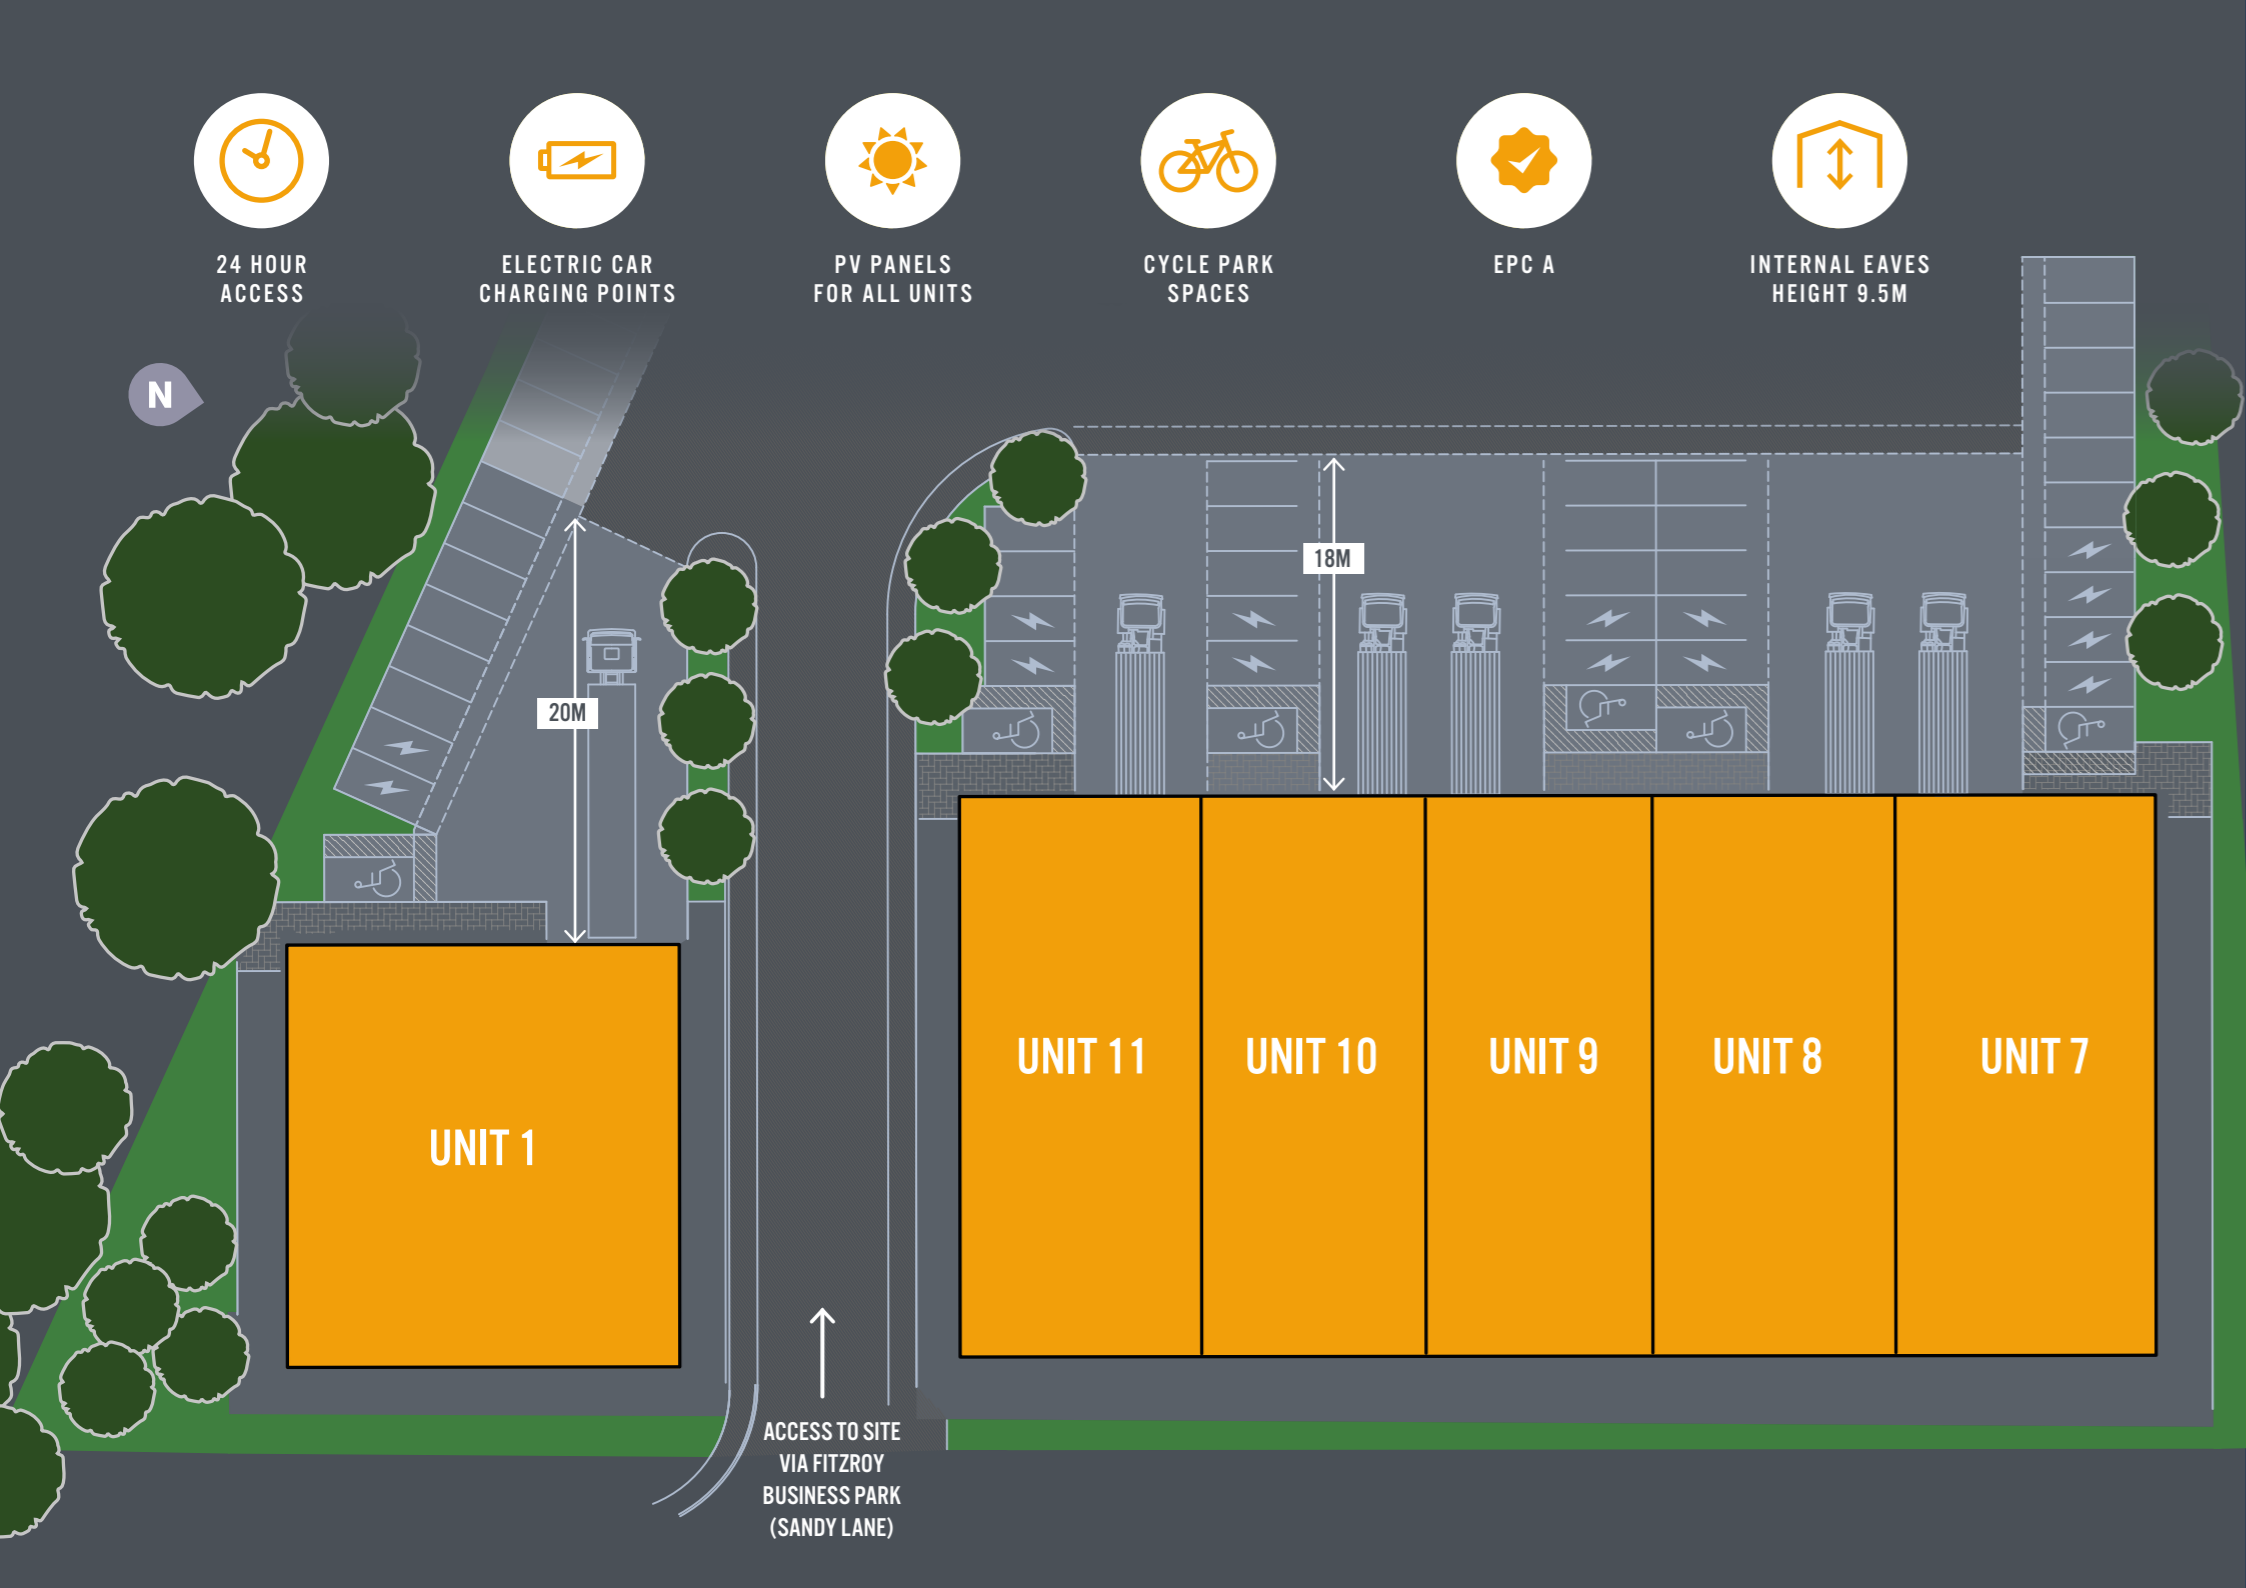 24 HOUR
ACCESS
ELECTRIC CAR
CHARGING POINTS
PV PANELS
FOR ALL UNITS
CYCLE PARK
SPACES
EPC A
INTERNAL EAVES
HEIGHT 9.5M
N
18M
20M
UNIT 11
UNIT 10
UNIT 9
UNIT 8
UNIT 7
UNIT 1
ACCESS TO SITE
VIA FITZROY
BUSINESS PARK
(SANDY LANE)